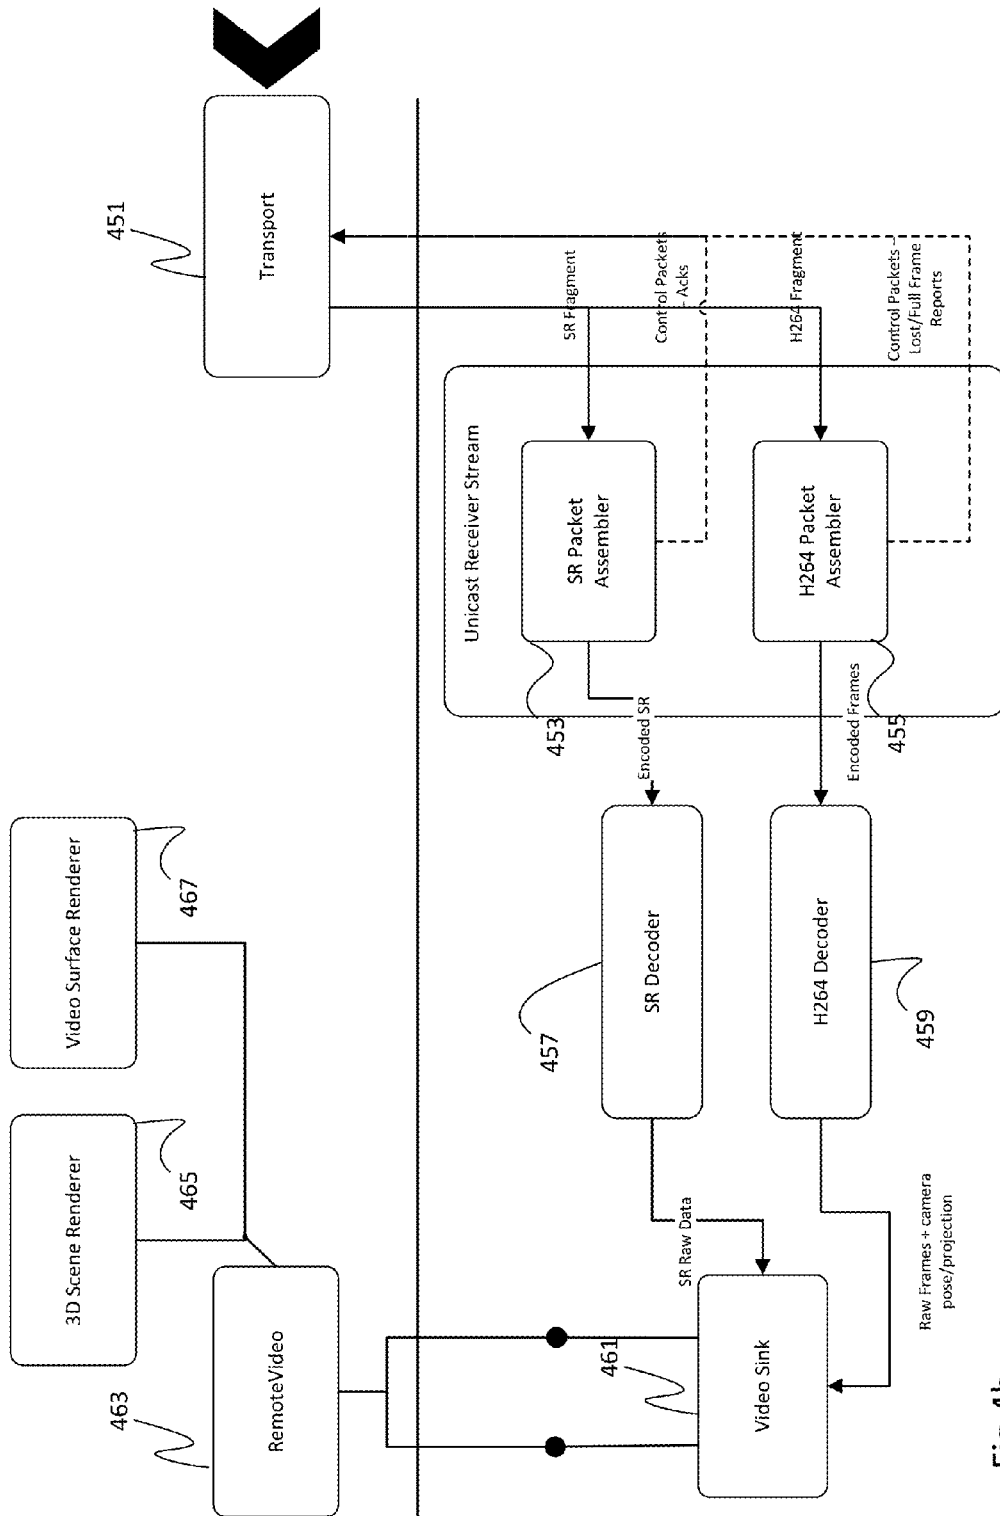 3D Scene Renderer
Video Surface Renderer
463
465
467
451
RemoteVideo
Transport
Unicast Receiver Stream
461
457
453
SR Fragment
SR Packet
Assembler
Encoded SR
SR Decoder
SR Raw Data
Control Packets
- Acks
Video Sink
H264 Fragment
H264 Packet
Assembler
Encoded Frames
H264 Decoder
455
459
Control Packets –
Lost/Full Frame
Reports
Raw Frames + camera
pose/projection